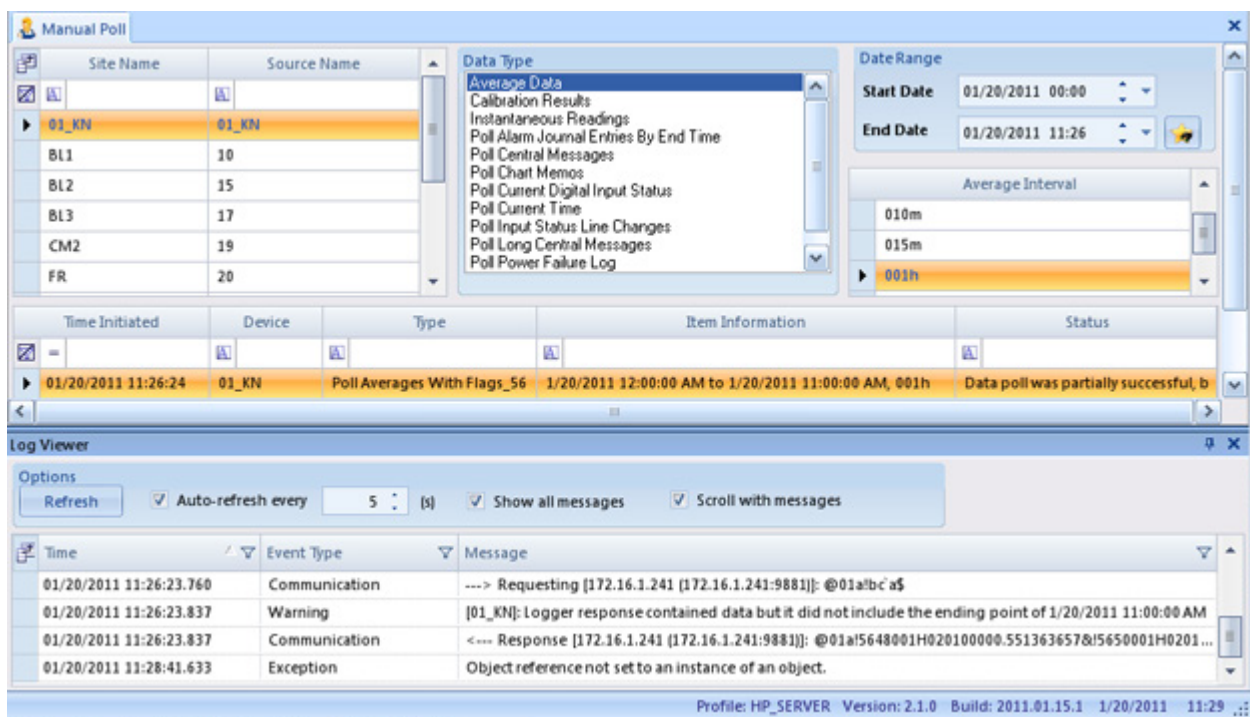 Manual Poll
Site Name Source Name
01_KN 01_KN
BL1 10
BL2 15
BL3 17
CM2 19
FR 20
Data Type
Average Data
Calibration Results
Instantaneous Readings
Poll Alarm Journal Entries By End Time
Poll Central Messages
Poll Chart Memos
Poll Current Digital Input Status
Poll Current Time
Poll Input Status Line Changes
Poll Long Central Messages
Poll Power Failure Log
Date Range
Start Date 01/20/2011 00:00
End Date 01/20/2011 11:26
Average Interval
010m
015m
001h
Time Initiated Device Type Item Information Status
=
01/20/2011 11:26:24 01_KN Poll Averages With Flags_56 1/20/2011 12:00:00 AM to 1/20/2011 11:00:00 AM, 001h Data poll was partially successful, b
Log Viewer
Options
Refresh Auto-refresh every 5 (s) Show all messages Scroll with messages
Time Event Type Message
01/20/2011 11:26:23.760 Communication ---> Requesting [172.16.1.241 (172.16.1.241:9881)]: @01a!bc`a$
01/20/2011 11:26:23.837 Warning [01_KN]: Logger response contained data but it did not include the ending point of 1/20/2011 11:00:00 AM
01/20/2011 11:26:23.837 Communication <--- Response [172.16.1.241 (172.16.1.241:9881)]: @01a!5648001H020100000.551363657&!5650001H0201...
01/20/2011 11:28:41.633 Exception Object reference not set to an instance of an object.
Profile: HP_SERVER Version: 2.1.0 Build: 2011.01.15.1 1/20/2011 11:29